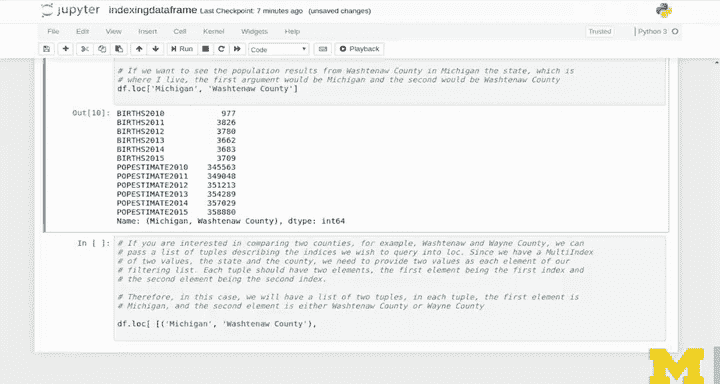 jupyter indexingdataframe Last Checkpoint: 7 minutes ago (unsaved changes)
File Edit View Insert Cell Kernel Widgets Help Trusted Python 3
Run Code Playback
# If we want to see the population results from Washtenaw County in Michigan the state, which is
# where I live, the first argument would be Michigan and the second would be Washtenaw County
df.loc['Michigan', 'Washtenaw County']
Out[10]: BIRTHS2010 977
BIRTHS2011 3826
BIRTHS2012 3780
BIRTHS2013 3662
BIRTHS2014 3683
BIRTHS2015 3709
POPESTIMATE2010 345563
POPESTIMATE2011 349048
POPESTIMATE2012 351213
POPESTIMATE2013 354289
POPESTIMATE2014 357029
POPESTIMATE2015 358880
Name: (Michigan, Washtenaw County), dtype: int64
In [ ]: # If you are interested in comparing two counties, for example, Washtenaw and Wayne County, we can
# pass a list of tuples describing the indices we wish to query into loc. Since we have a MultiIndex
# of two values, the state and the county, we need to provide two values as each element of our
# filtering list. Each tuple should have two elements, the first element being the first index and
# the second element being the second index.
# Therefore, in this case, we will have a list of two tuples, in each tuple, the first element is
# Michigan, and the second element is either Washtenaw County or Wayne County
df.loc[ [('Michigan', 'Washtenaw County'),
M